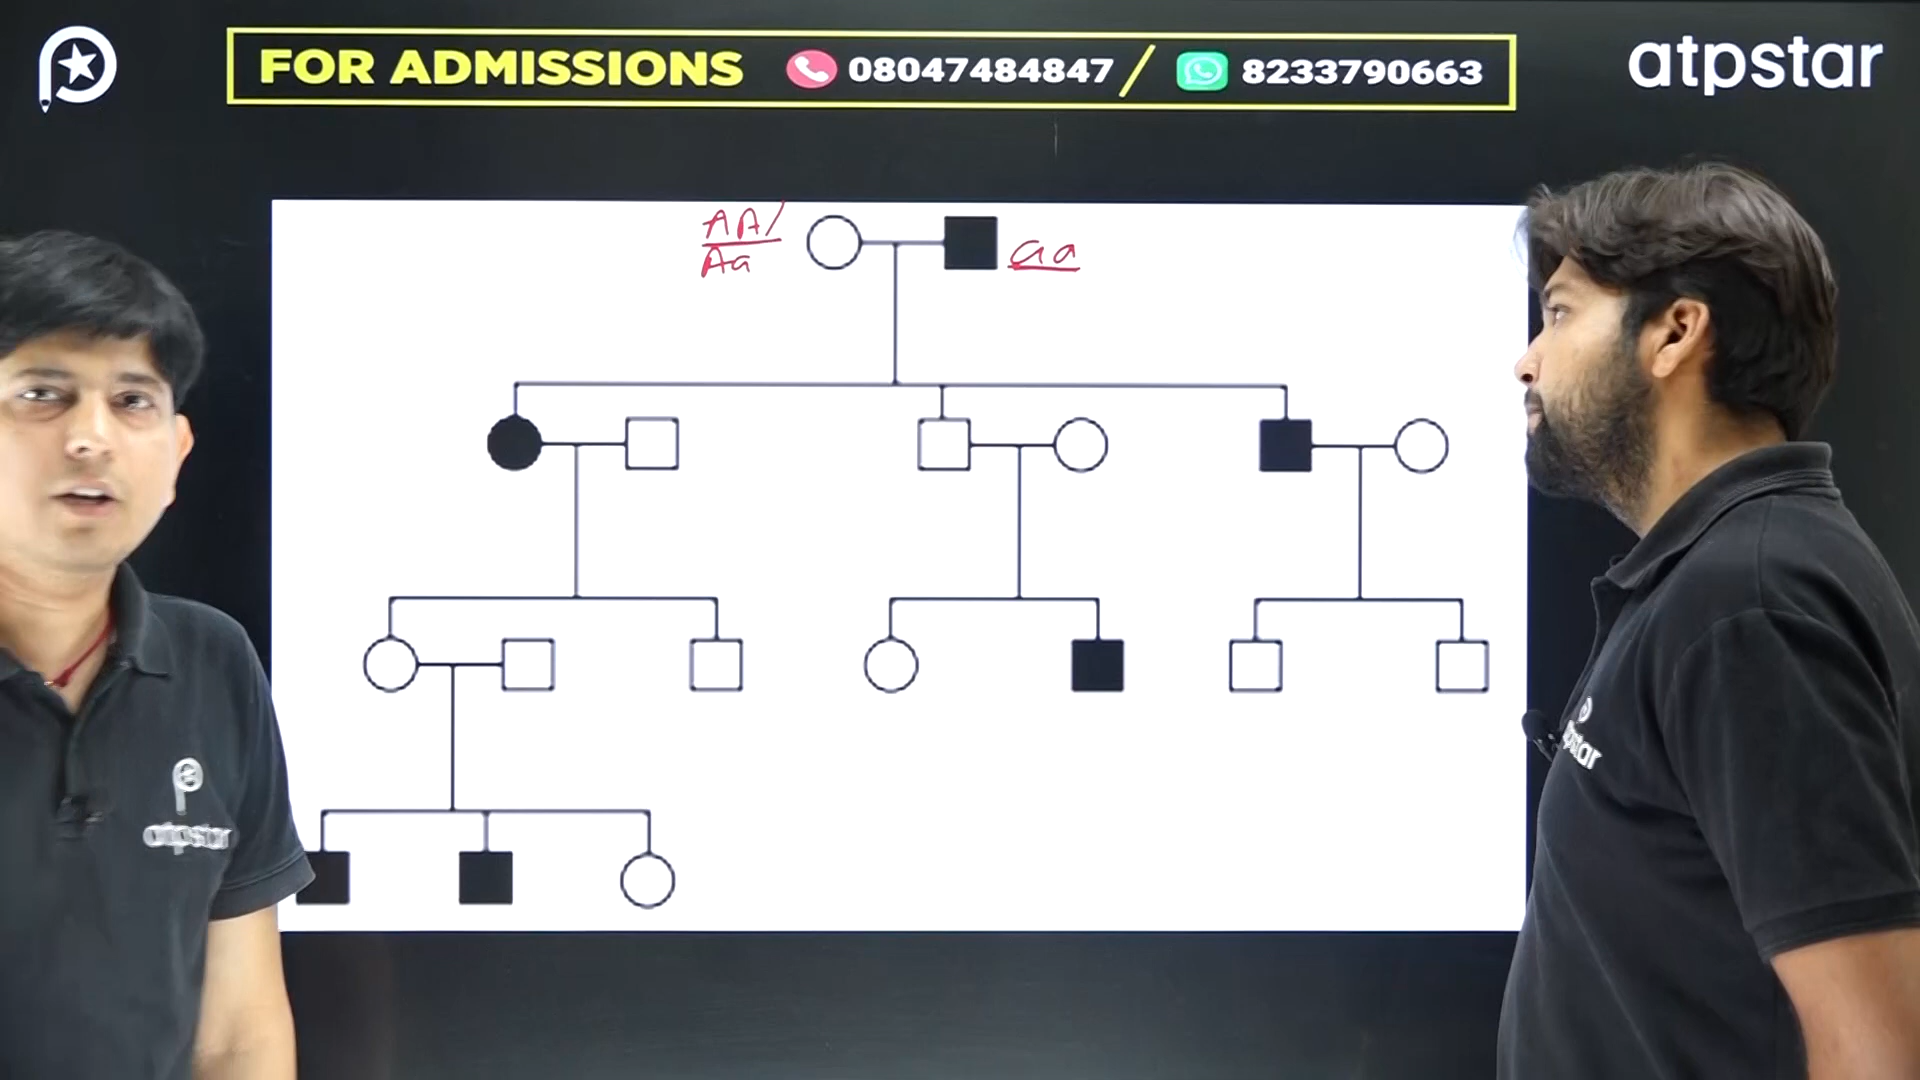 FOR ADMISSIONS 08047484847 / 8233790663
atpstar
AA/
Aa
aa
atpstar